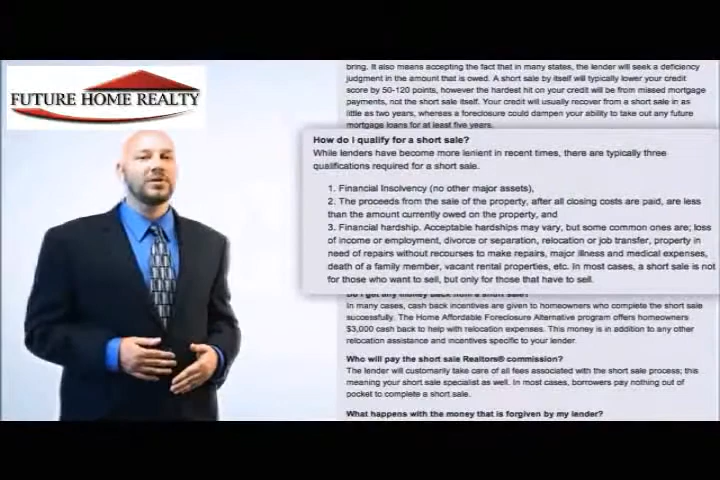 FUTURE HOME REALTY
bring. It also means accepting the fact that in many states, the lender will seek a deficiency
judgment in the amount that is owed. A short sale by itself will typically lower your credit
score by 50-120 points, however the hardest hit on your credit will be from missed mortgage
payments, not the short sale itself. Your credit will usually recover from a short sale in as
little as two years, whereas a foreclosure could dampen your ability to take out any future
mortgage loans for at least five years.
How do I qualify for a short sale?
While lenders have become more lenient in recent times, there are typically three
qualifications required for a short sale.
1. Financial Insolvency (no other major assets),
2. The proceeds from the sale of the property, after all closing costs are paid, are less
than the amount currently owed on the property, and
3. Financial hardship. Acceptable hardships may vary, but some common ones are; loss
of income or employment, divorce or separation, relocation or job transfer, property in
need of repairs without recourses to make repairs, major illness and medical expenses,
death of a family member, vacant rental properties, etc. In most cases, a short sale is not
for those who want to sell, but only for those that have to sell.
Do I get any money back from a short sale?
In many cases, cash back incentives are given to homeowners who complete the short sale
successfully. The Home Affordable Foreclosure Alternative program offers homeowners
$3,000 cash back to help with relocation expenses. This money is in addition to any other
relocation assistance and incentives specific to your lender.
Who will pay the short sale Realtors® commission?
The lender will customarily take care of all fees associated with the short sale process; this
meaning your short sale specialist as well. In most cases, borrowers pay nothing out of
pocket to complete a short sale.
What happens with the money that is forgiven by my lender?